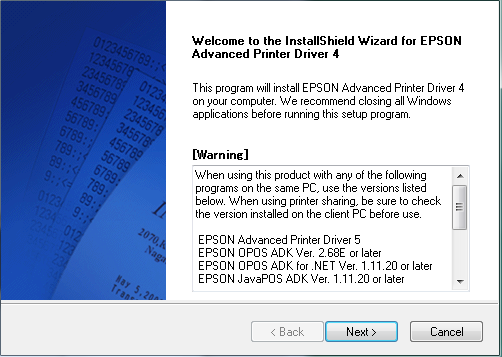 Welcome to the InstallShield Wizard for EPSON
Advanced Printer Driver 4
This program will install EPSON Advanced Printer Driver 4
on your computer. We recommend closing all Windows
applications before running this setup program.
[Warning]
When using this product with any of the following
programs on the same PC, use the versions listed
below. When using printer sharing, be sure to check
the version installed on the client PC before use.
EPSON Advanced Printer Driver 5
EPSON OPOS ADK Ver. 2.68E or later
EPSON OPOS ADK for .NET Ver. 1.11.20 or later
EPSON JavaPOS ADK Ver. 1.11.20 or later
< Back
Next >
Cancel